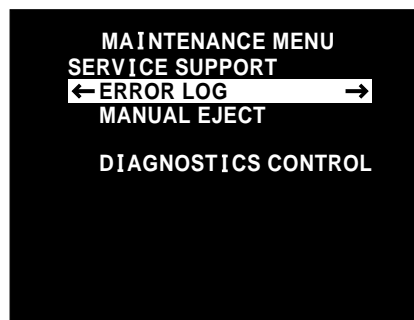 MAINTENANCE MENU
SERVICE SUPPORT
←ERROR LOG →
MANUAL EJECT
DIAGNOSTICS CONTROL